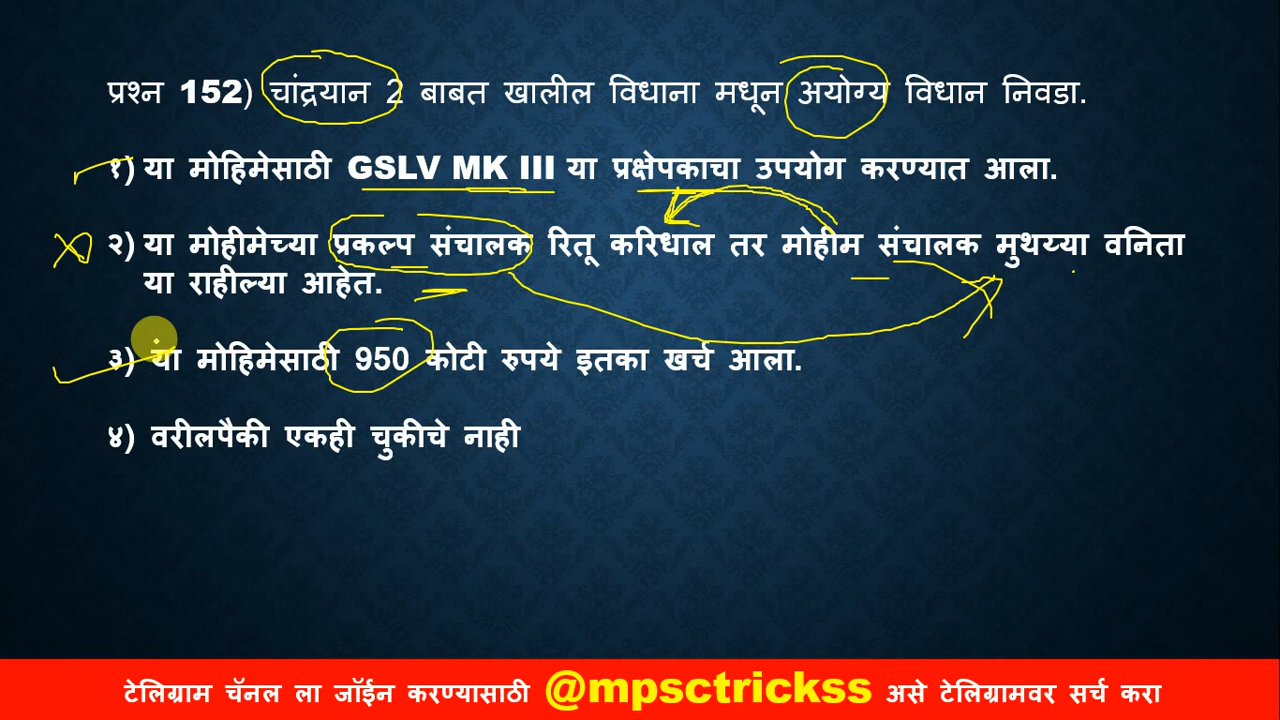 प्रश्न 152) चांद्रयान 2 बाबत खालील विधाना मधून अयोग्य विधान निवडा.
१) या मोहिमेसाठी GSLV MK III या प्रक्षेपकाचा उपयोग करण्यात आला.
२) या मोहीमेच्या प्रकल्प संचालक रितू करिधाल तर मोहीम संचालक मुथय्या वनिता
या राहील्या आहेत.
३) या मोहिमेसाठी 950 कोटी रुपये इतका खर्च आला.
४) वरीलपैकी एकही चुकीचे नाही
टेलिग्राम चॅनल ला जॉईन करण्यासाठी @mpsctrickss असे टेलिग्रामवर सर्च करा